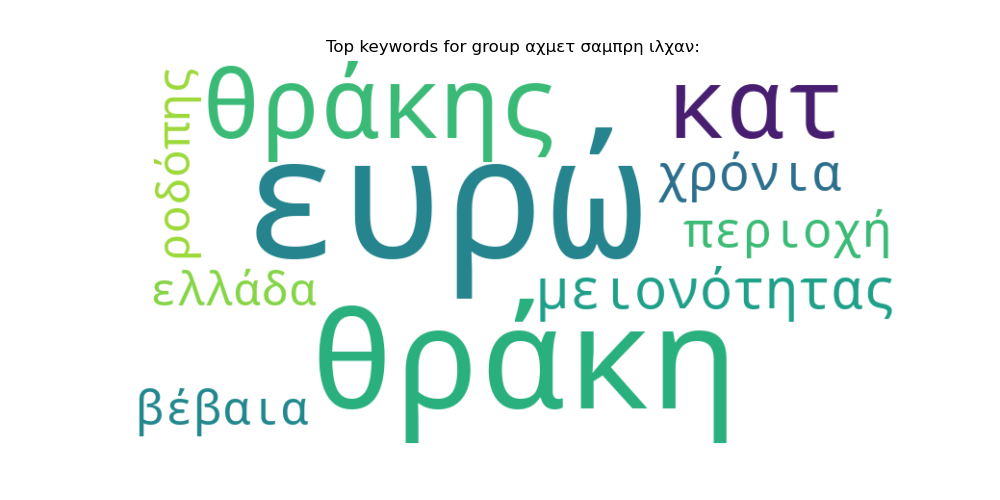 Top keywords for group αχμετ σαμπρη ιλχαν:
ροδόπης
θράκης
κατ
ευρώ
χρόνια
περιοχή
ελλάδα
μειονότητας
θράκη
βέβαια